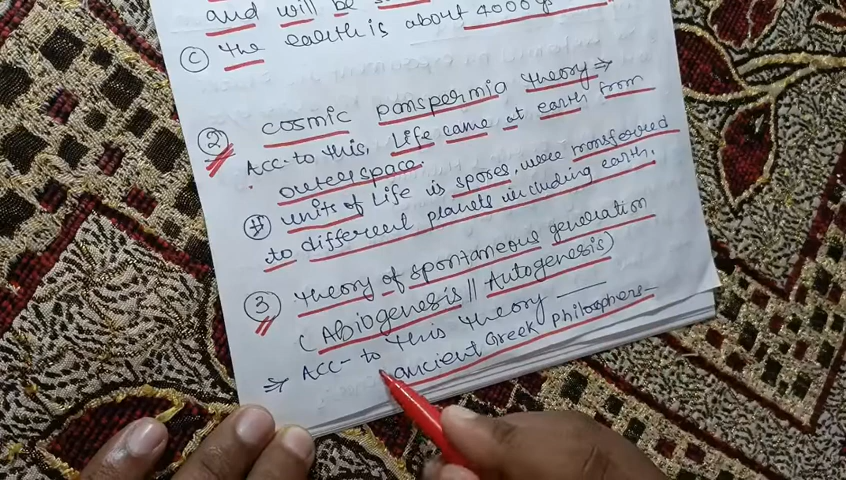 and will be
Ⓒ The earth is about 4000 y
② cosmic panspermia theory ⇒
Acc. to this, Life came at earth from
outer space.
units of Life is spores, were transferred
to different planets including earth.
③ Theory of spontaneous generation
(Abiogenesis || Autogenesis)
⇒ Acc- to This Theory —
ancient Greek Philosophers-